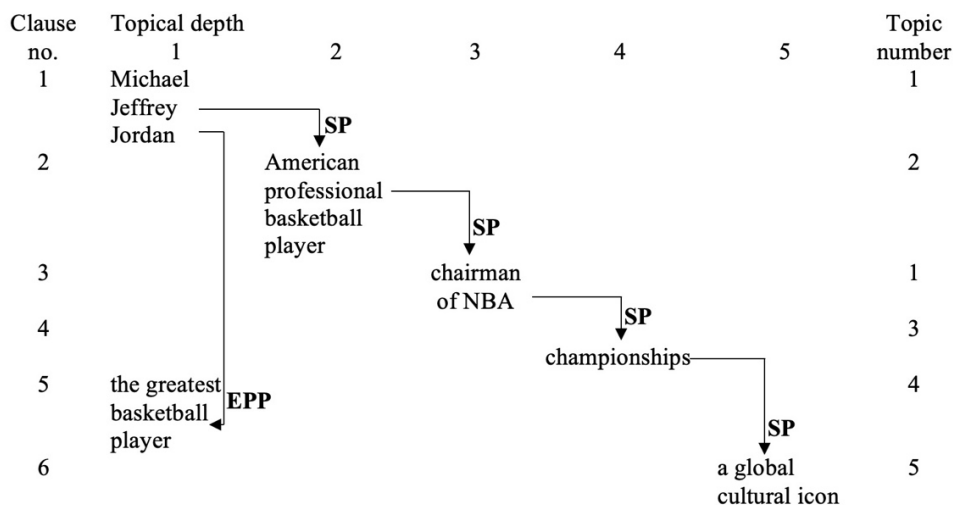 Clause Topical depth Topic
no. 1 2 3 4 5 number
1 Michael 1
Jeffrey
SP
Jordan
2 American 2
professional
basketball
SP
player
3 chairman 1
of NBA
SP
4 3
championships
5 the greatest 4
EPP
basketball
SP
player
6 a global 5
cultural icon